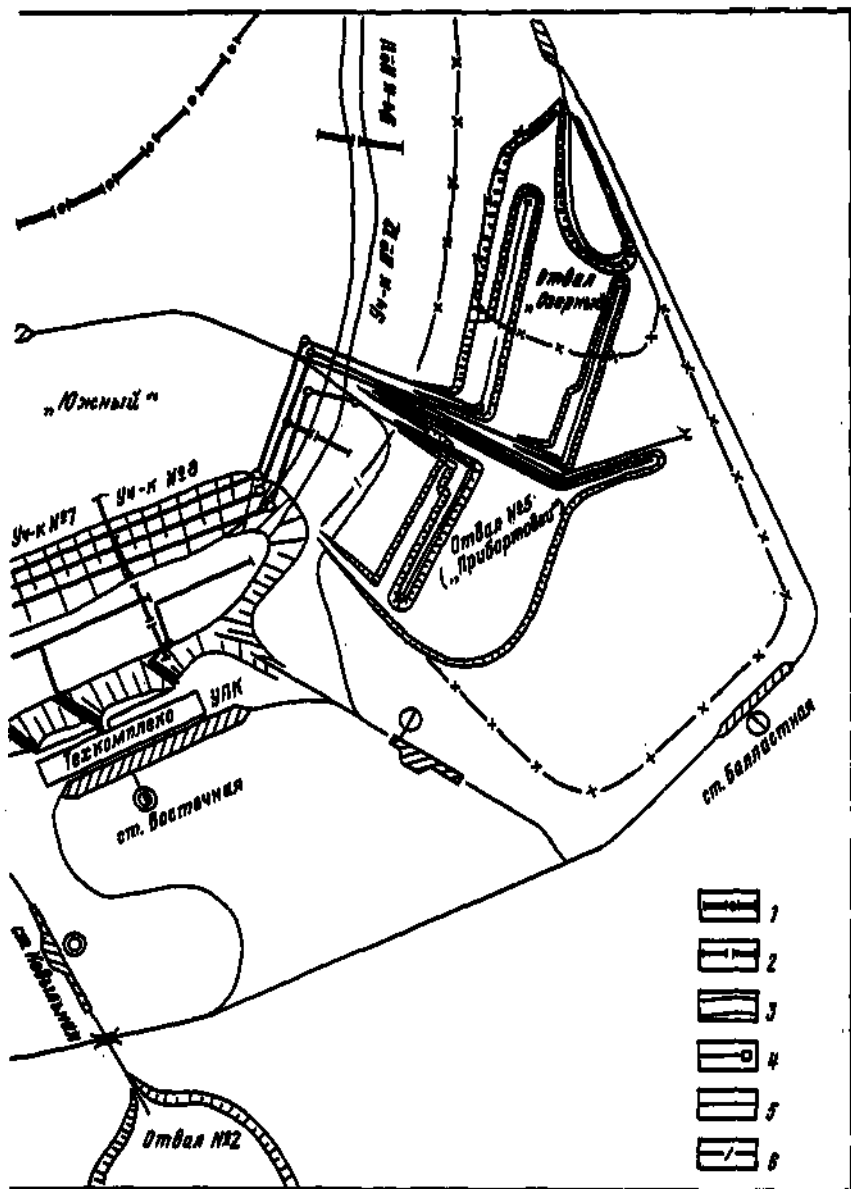 Уч-к №11
Уч-к №12
Отвал
„Озерный“
„Южный“
Уч-к №7
Уч-к №8
Отвал №5
(„Прибортовой“)
УПК
Техкомплекс
ст. Восточная
ст. Балластная
ст. Ковыльная
Отвал №2
1
2
3
4
5
6